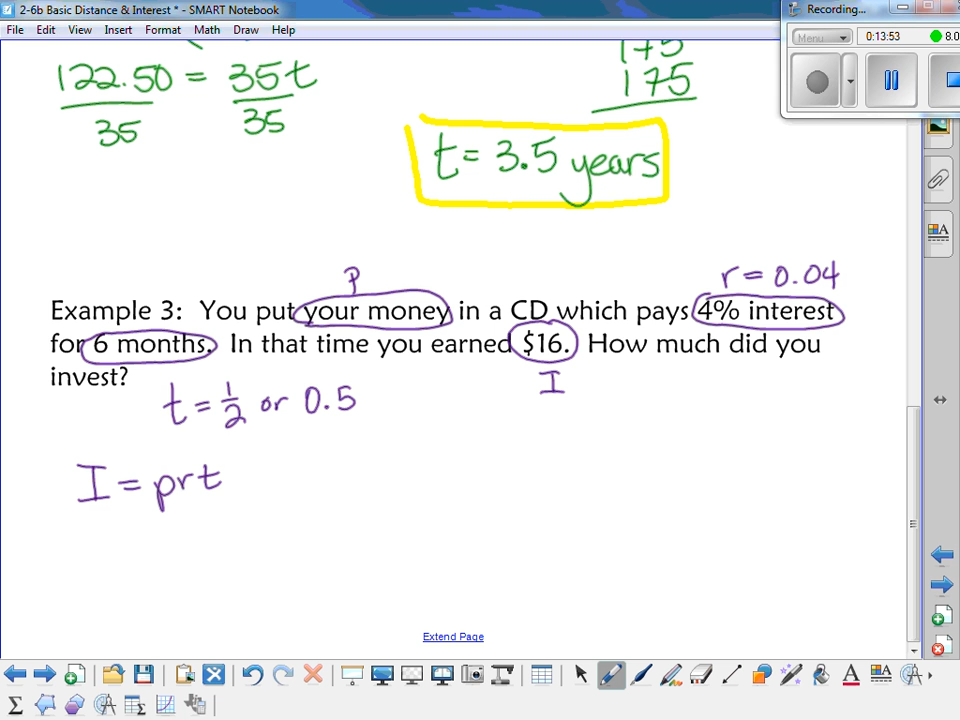 2-6b Basic Distance & Interest * - SMART Notebook
Recording...
File Edit View Insert Format Math Draw Help
Menu
0:13:53
8.0
175
122.50 = 35t
175
35 35
t = 3.5 years
P
r = 0.04
Example 3: You put your money in a CD which pays 4% interest
for 6 months. In that time you earned $16. How much did you
invest?
I
t = 1/2 or 0.5
I = prt
Extend Page